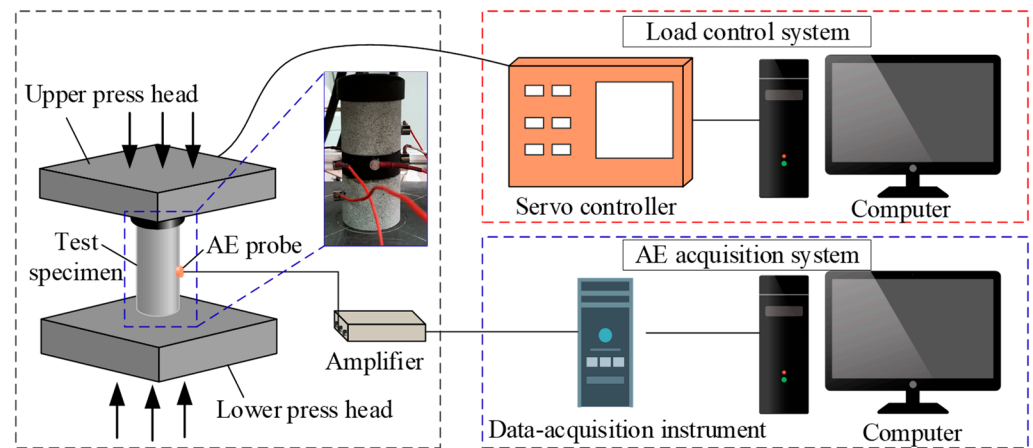 Upper press head
Test
specimen
AE probe
Amplifier
Lower press head
Load control system
Servo controller
Computer
AE acquisition system
Data-acquisition instrument
Computer